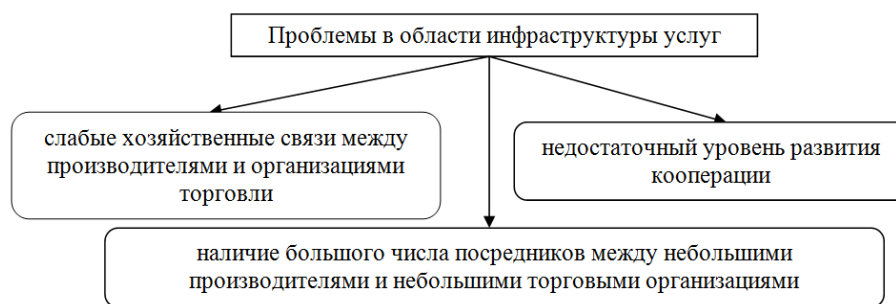 Проблемы в области инфраструктуры услуг
слабые хозяйственные связи между
производителями и организациями
торговли
недостаточный уровень развития
кооперации
наличие большого числа посредников между небольшими
производителями и небольшими торговыми организациями